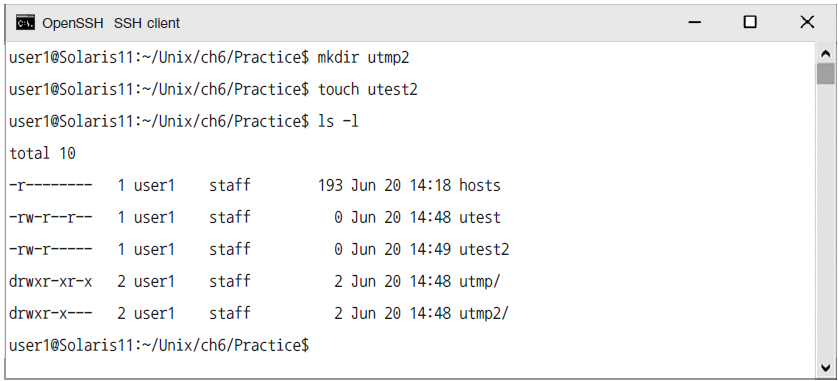 OpenSSH SSH client
user1@Solaris11:~/Unix/ch6/Practice$ mkdir utmp2
user1@Solaris11:~/Unix/ch6/Practice$ touch utest2
user1@Solaris11:~/Unix/ch6/Practice$ ls -l
total 10
-r-------- 1 user1 staff 193 Jun 20 14:18 hosts
-rw-r--r-- 1 user1 staff 0 Jun 20 14:48 utest
-rw-r----- 1 user1 staff 0 Jun 20 14:49 utest2
drwxr-xr-x 2 user1 staff 2 Jun 20 14:48 utmp/
drwxr-x--- 2 user1 staff 2 Jun 20 14:48 utmp2/
user1@Solaris11:~/Unix/ch6/Practice$